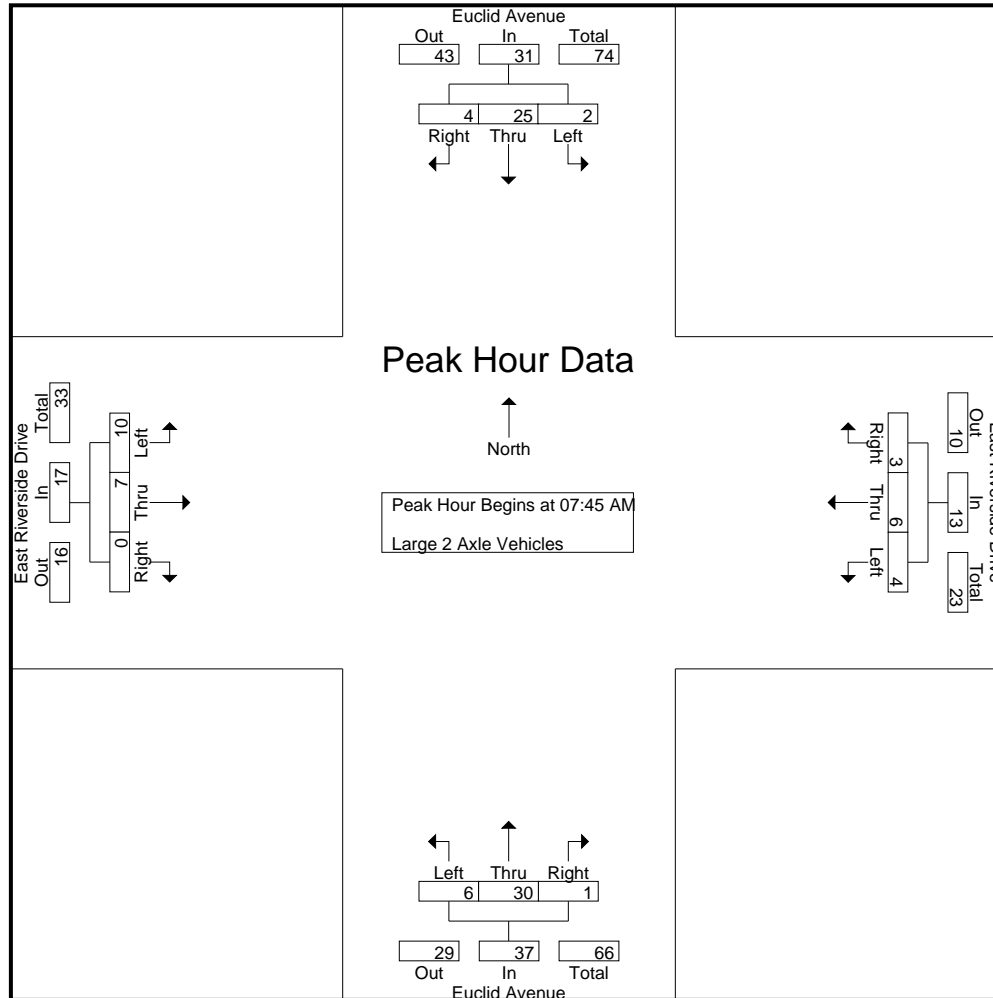 Euclid Avenue
Out In Total
43 31 74
4 25 2
Right Thru Left
Peak Hour Data
North
Peak Hour Begins at 07:45 AM
Large 2 Axle Vehicles
East Riverside Drive
Total In Out
33 17 16
10 7 0
Left Thru Right
East Riverside Drive
Out In Total
10 13 23
3 6 4
Right Thru Left
Left Thru Right
6 30 1
29 37 66
Out In Total
Euclid Avenue